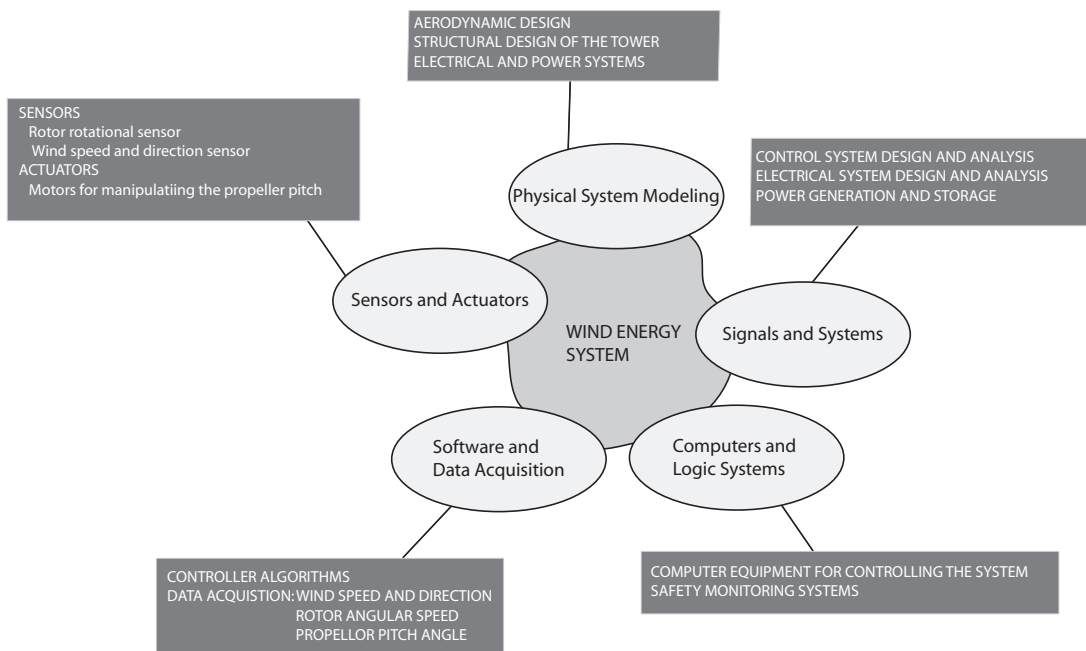 AERODYNAMIC DESIGN
STRUCTURAL DESIGN OF THE TOWER
ELECTRICAL AND POWER SYSTEMS
SENSORS
Rotor rotational sensor
Wind speed and direction sensor
ACTUATORS
Motors for manipulatiing the propeller pitch
CONTROL SYSTEM DESIGN AND ANALYSIS
ELECTRICAL SYSTEM DESIGN AND ANALYSIS
POWER GENERATION AND STORAGE
Physical System Modeling
Sensors and Actuators
WIND ENERGY
SYSTEM
Signals and Systems
Software and
Data Acquisition
Computers and
Logic Systems
CONTROLLER ALGORITHMS
DATA ACQUISTION: WIND SPEED AND DIRECTION
ROTOR ANGULAR SPEED
PROPELLOR PITCH ANGLE
COMPUTER EQUIPMENT FOR CONTROLLING THE SYSTEM
SAFETY MONITORING SYSTEMS